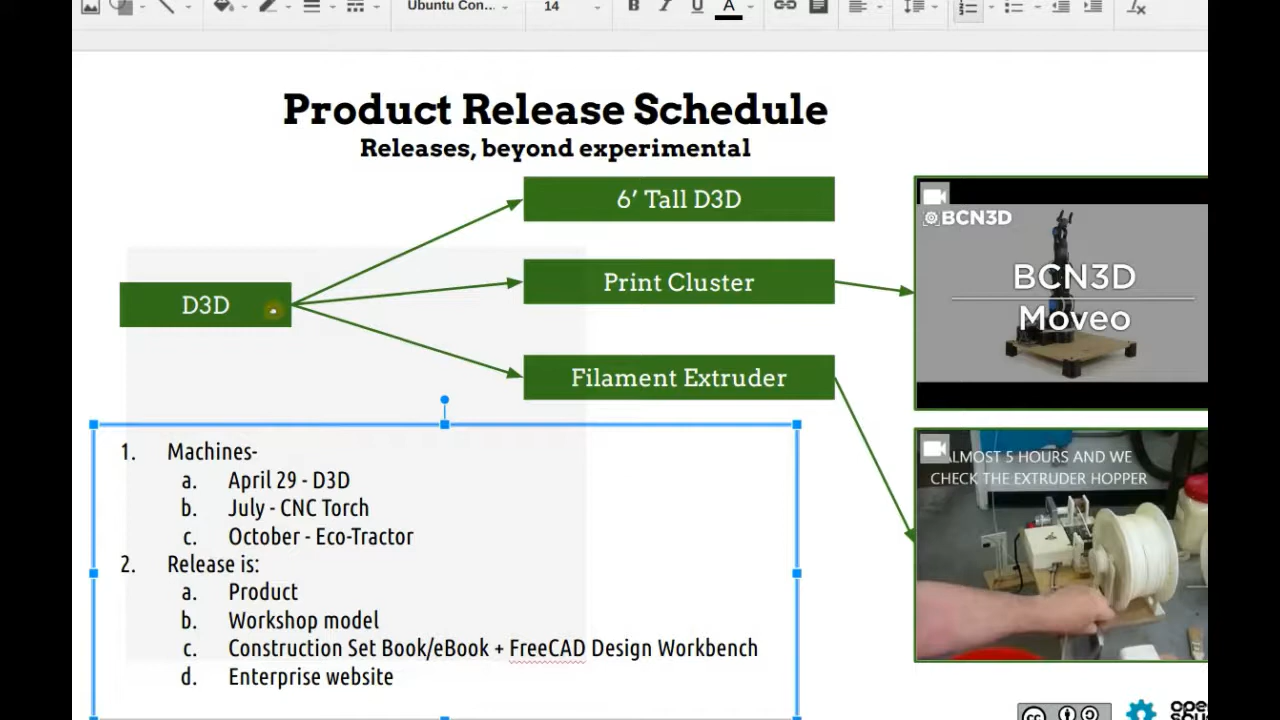 Ubuntu Con...
14
B I U A
Product Release Schedule
Releases, beyond experimental
6’ Tall D3D
BCN3D
Print Cluster
BCN3D
D3D
Moveo
Filament Extruder
1. Machines-
a. April 29 - D3D
b. July - CNC Torch
c. October - Eco-Tractor
2. Release is:
a. Product
b. Workshop model
c. Construction Set Book/eBook + FreeCAD Design Workbench
d. Enterprise website
ALMOST 5 HOURS AND WE
CHECK THE EXTRUDER HOPPER
cc